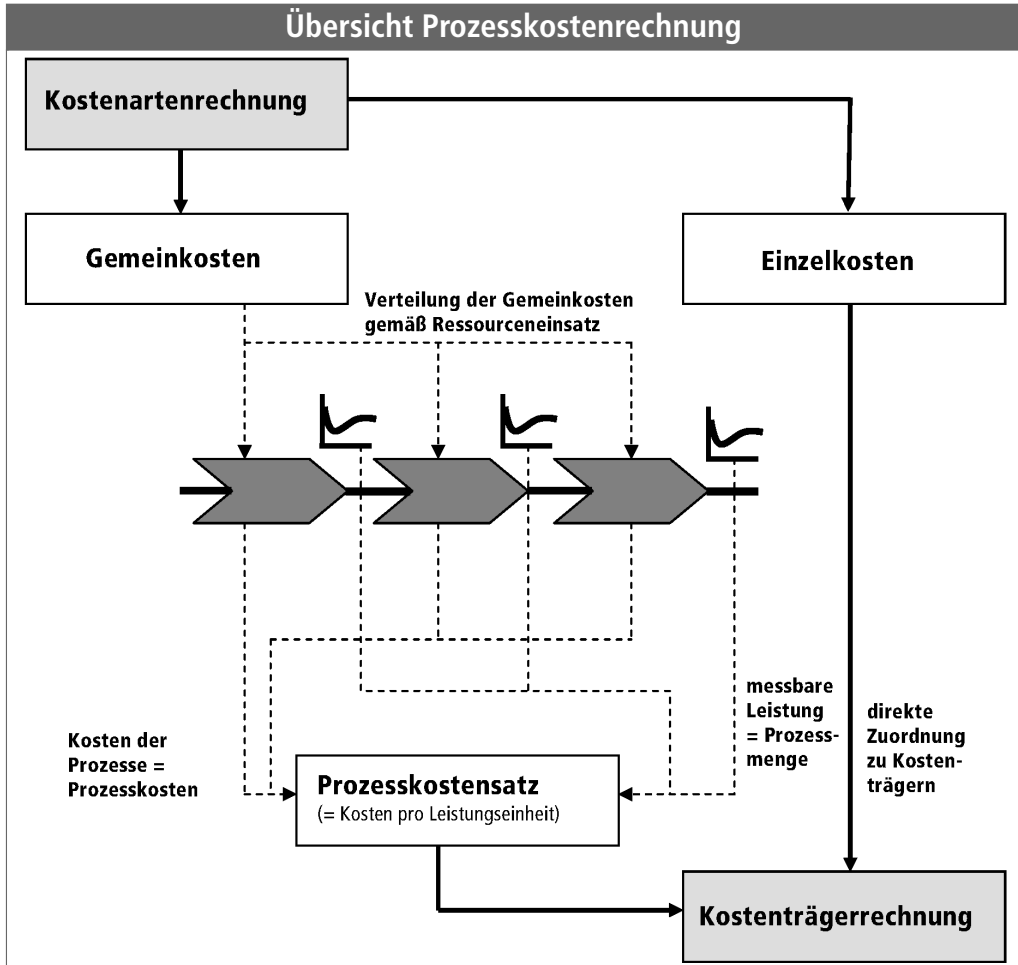 Übersicht Prozesskostenrechnung
Kostenartenrechnung
Gemeinkosten
Einzelkosten
Verteilung der Gemeinkosten
gemäß Ressourceneinsatz
messbare
Leistung
= Prozess-
menge
direkte
Zuordnung
zu Kosten-
trägern
Kosten der
Prozesse =
Prozesskosten
Prozesskostensatz
(= Kosten pro Leistungseinheit)
Kostenträgerrechnung